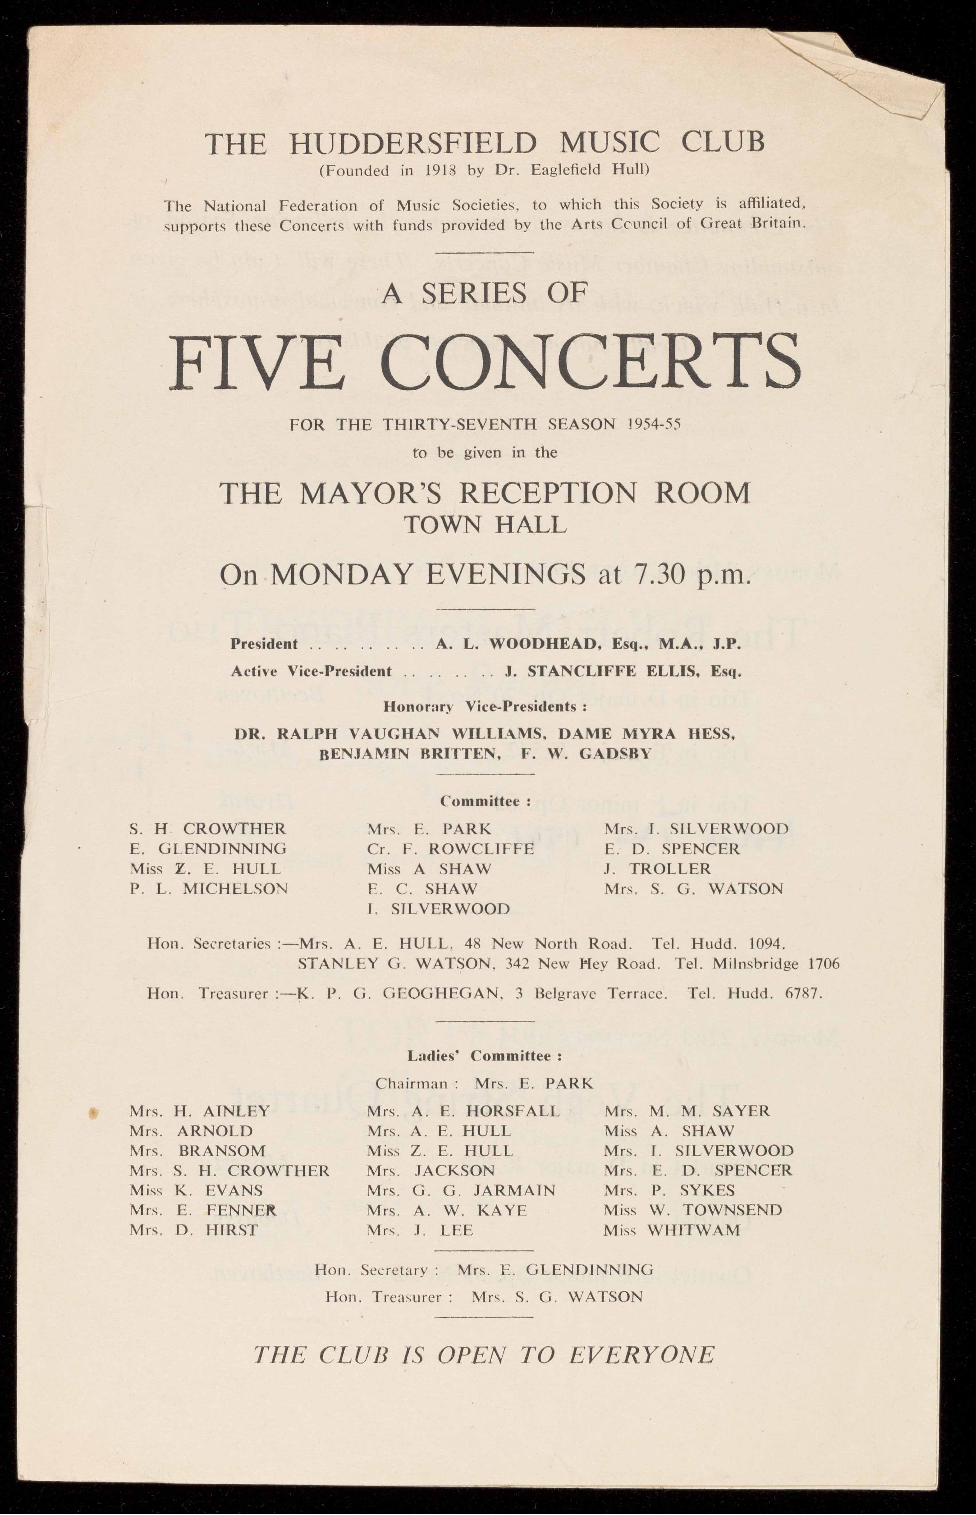 THE HUDDERSFIELD MUSIC CLUB
(Founded in 1918 by Dr. Eaglefield Hull)
The National Federation of Music Societies, to which this Society is affiliated,
supports these Concerts with funds provided by the Arts Council of Great Britain.
A SERIES OF
FIVE CONCERTS
FOR THE THIRTY-SEVENTH SEASON 1954-55
to be given in the
THE MAYOR'S RECEPTION ROOM
TOWN HALL
On MONDAY EVENINGS at 7.30 p.m.
President .. .. .. .. .. A. L. WOODHEAD, Esq., M.A., J.P.
Active Vice-President .. .. .. .. J. STANCLIFFE ELLIS, Esq.
Honorary Vice-Presidents :
DR. RALPH VAUGHAN WILLIAMS, DAME MYRA HESS,
BENJAMIN BRITTEN, F. W. GADSBY
Committee :
S. H. CROWTHER Mrs. E. PARK Mrs. I. SILVERWOOD
E. GLENDINNING Cr. F. ROWCLIFFE E. D. SPENCER
Miss Z. E. HULL Miss A SHAW J. TROLLER
P. L. MICHELSON E. C. SHAW Mrs. S. G. WATSON
I. SILVERWOOD
Hon. Secretaries :—Mrs. A. E. HULL, 48 New North Road. Tel. Hudd. 1094.
STANLEY G. WATSON, 342 New Hey Road. Tel. Milnsbridge 1706
Hon. Treasurer :—K. P. G. GEOGHEGAN, 3 Belgrave Terrace. Tel. Hudd. 6787.
Ladies' Committee :
Chairman : Mrs. E. PARK
Mrs. H. AINLEY Mrs. A. E. HORSFALL Mrs. M. M. SAYER
Mrs. ARNOLD Mrs. A. E. HULL Miss A. SHAW
Mrs. BRANSOM Miss Z. E. HULL Mrs. I. SILVERWOOD
Mrs. S. H. CROWTHER Mrs. JACKSON Mrs. E. D. SPENCER
Miss K. EVANS Mrs. G. G. JARMAIN Mrs. P. SYKES
Mrs. E. FENNER Mrs. A. W. KAYE Miss W. TOWNSEND
Mrs. D. HIRST Mrs. J. LEE Miss WHITWAM
Hon. Secretary : Mrs. E. GLENDINNING
Hon. Treasurer : Mrs. S. G. WATSON
THE CLUB IS OPEN TO EVERYONE